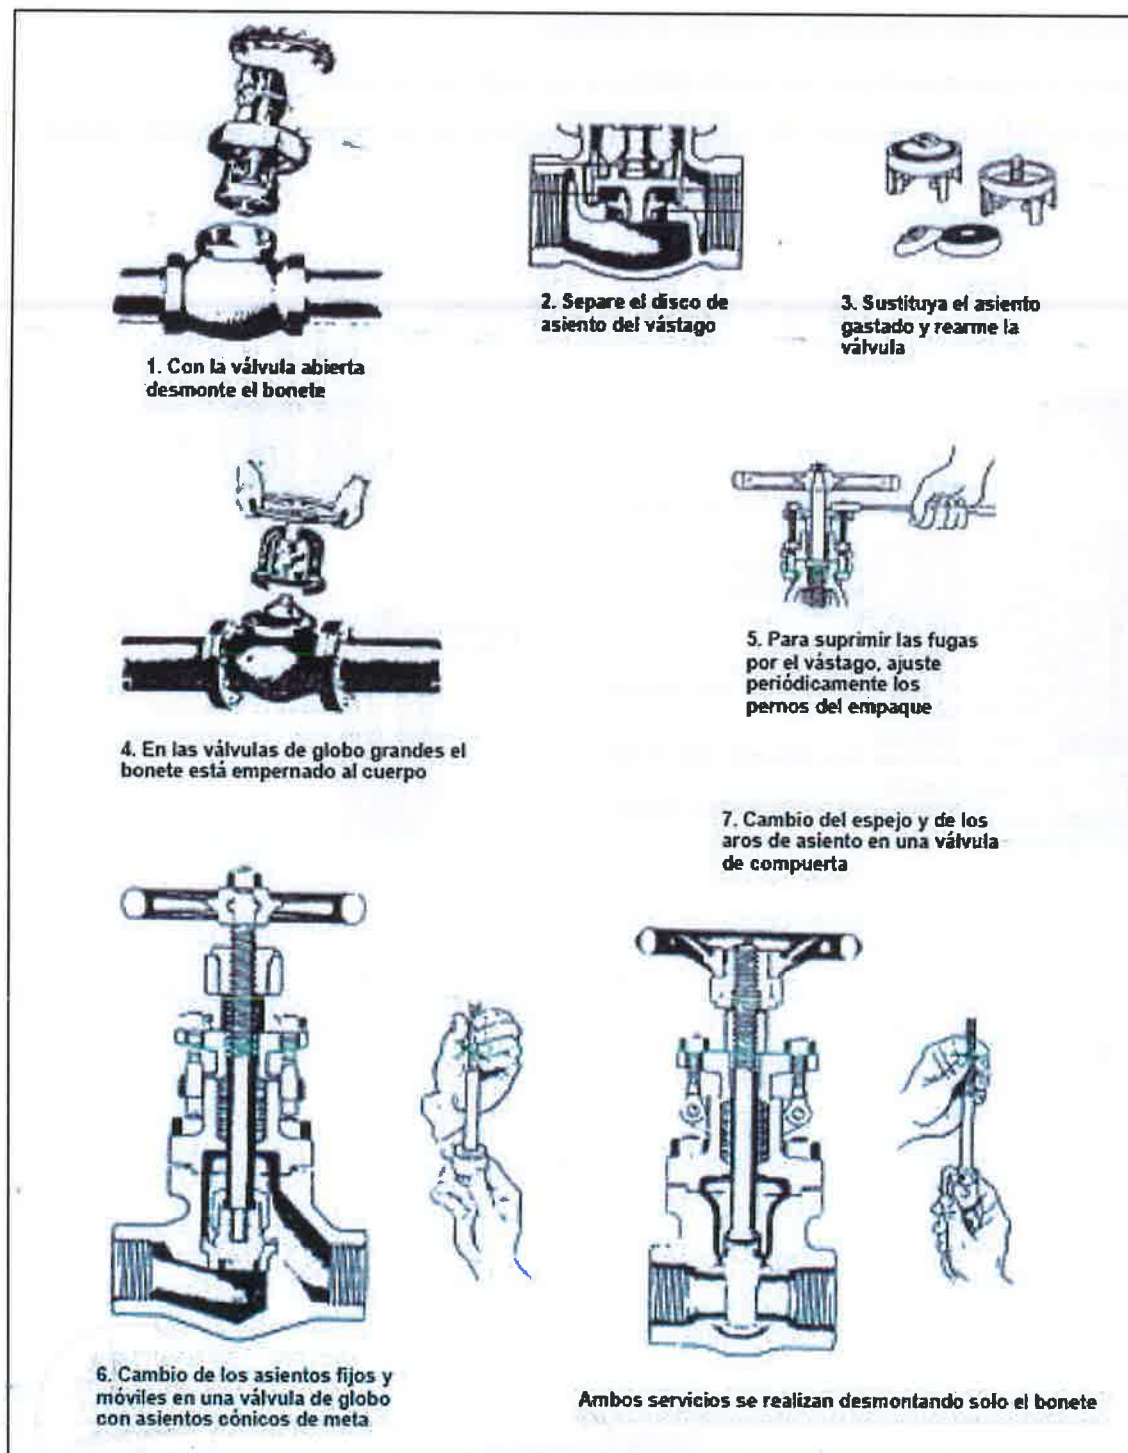 1. Con la válvula abierta
desmonte el bonete
2. Separe el disco de
asiento del vástago
3. Sustituya el asiento
gastado y rearme la
válvula
4. En las válvulas de globo grandes el
bonete está empernado al cuerpo
5. Para suprimir las fugas
por el vástago, ajuste
periódicamente los
pernos del empaque
6. Cambio de los asientos fijos y
móviles en una válvula de globo
con asientos cónicos de meta
7. Cambio del espejo y de los
aros de asiento en una válvula
de compuerta
Ambos servicios se realizan desmontando solo el bonete